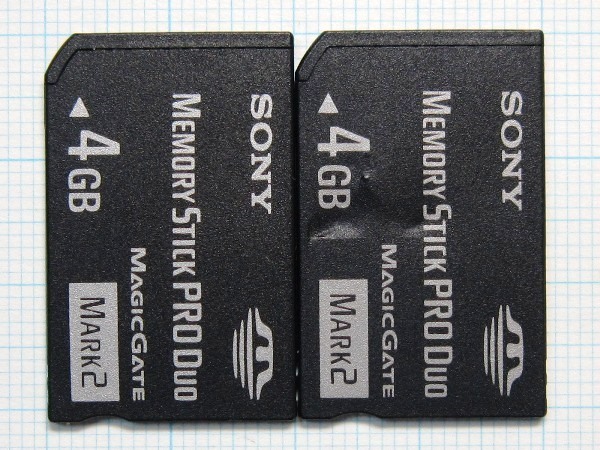 SONY
MEMORY STICK PRO DUO
MAGICGATE
4GB
MARK2
SONY
MEMORY STICK PRO DUO
MAGICGATE
4GB
MARK2